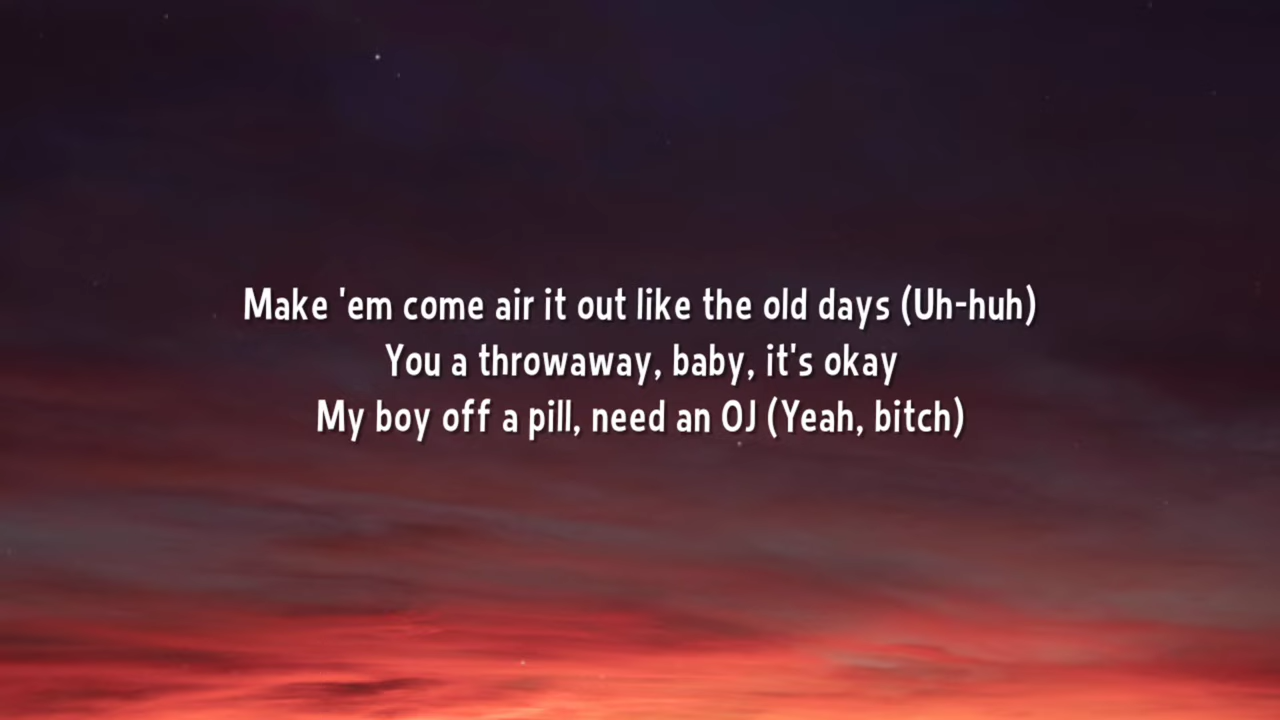 Make 'em come air it out like the old days (Uh-huh)
You a throwaway, baby, it's okay
My boy off a pill, need an OJ (Yeah, bitch)